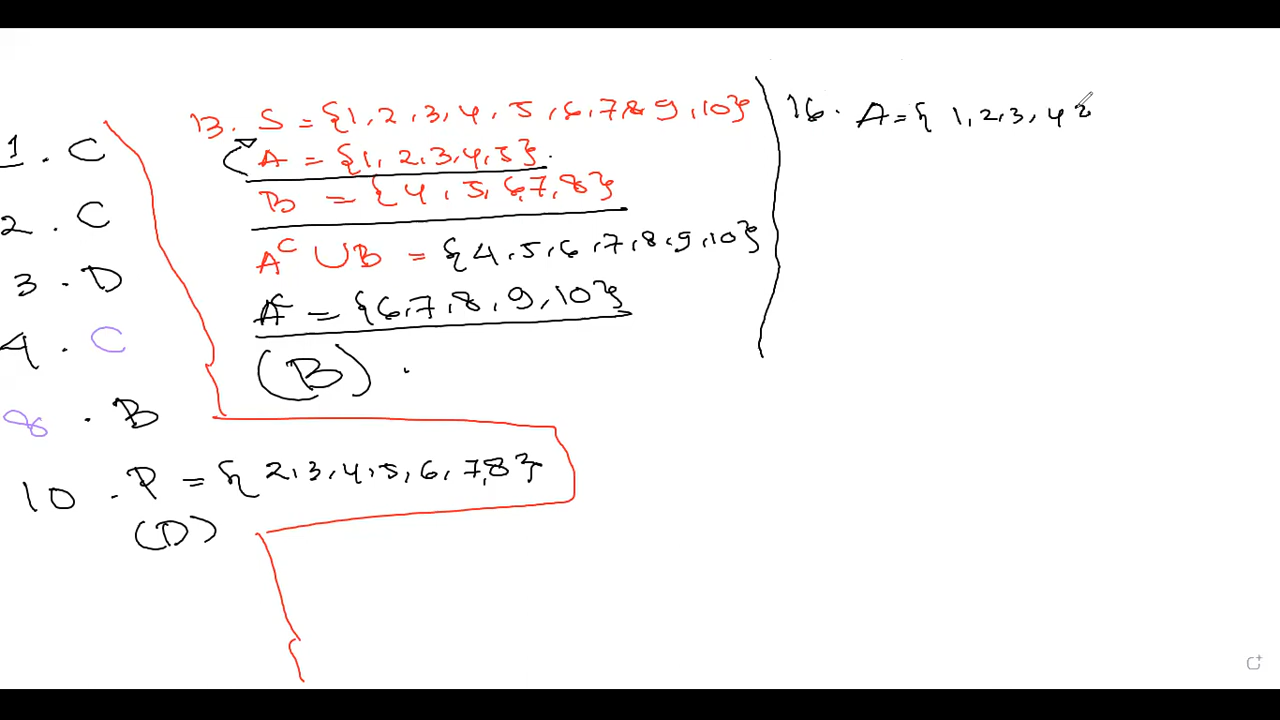 1. C
2. C
3. D
4. C
8. B
10. P = {2,3,4,5,6,7,8}
(D)
13. S = {1,2,3,4,5,6,7,8,9,10}
A = {1,2,3,4,5}.
B = {4,5,6,7,8}
A^C ∪ B = {4,5,6,7,8,9,10}
A^C = {6,7,8,9,10}
(B).
16. A = {1,2,3,4}